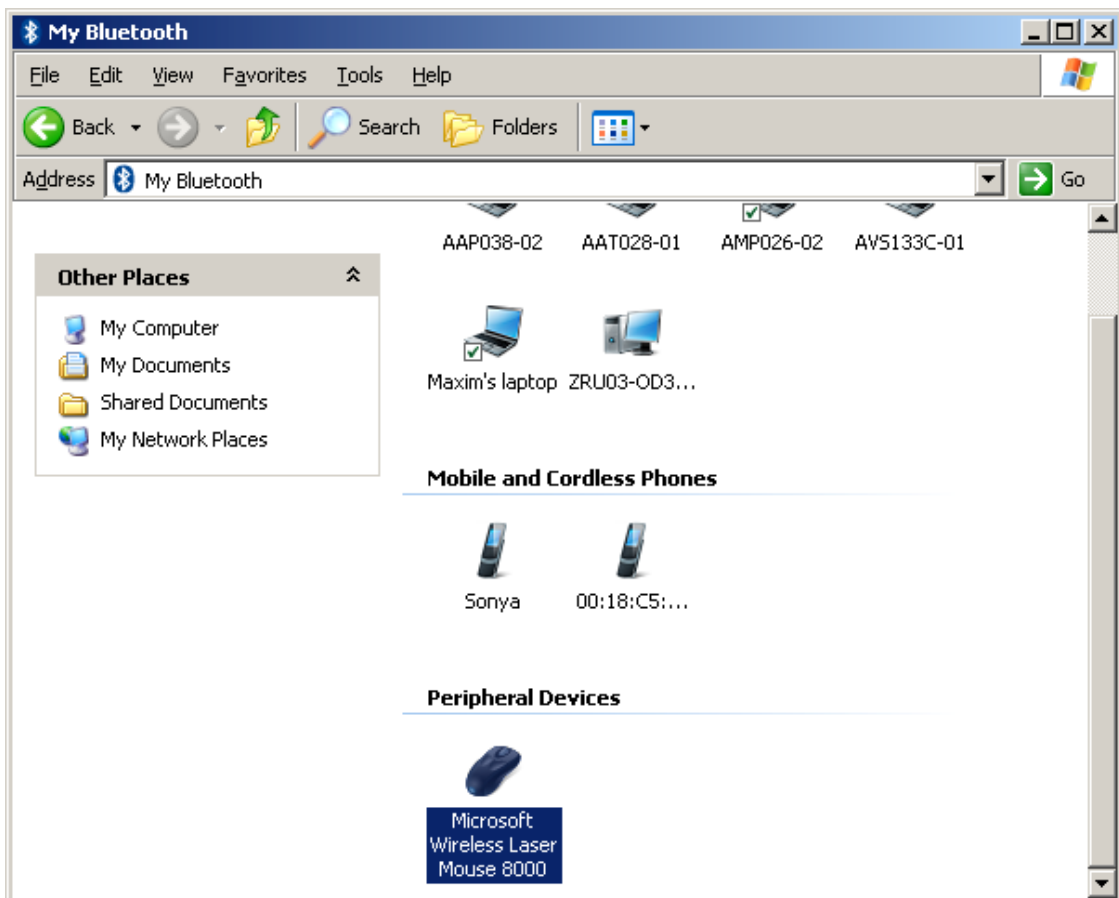 My Bluetooth
File Edit View Favorites Tools Help
Back Search Folders
Address My Bluetooth Go
AAP038-02 AAT028-01 AMP026-02 AVS133C-01
Other Places
My Computer
My Documents
Shared Documents
My Network Places
Maxim's laptop ZRU03-OD3...
Mobile and Cordless Phones
Sonya 00:18:C5:...
Peripheral Devices
Microsoft
Wireless Laser
Mouse 8000